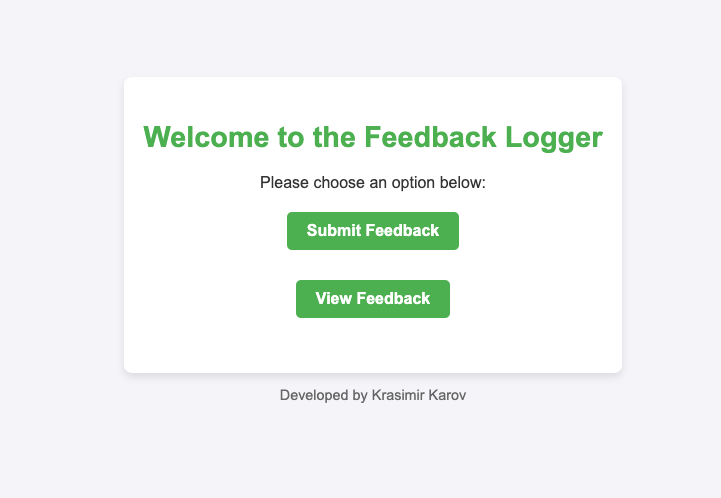 Welcome to the Feedback Logger
Please choose an option below:
Submit Feedback
View Feedback
Developed by Krasimir Karov